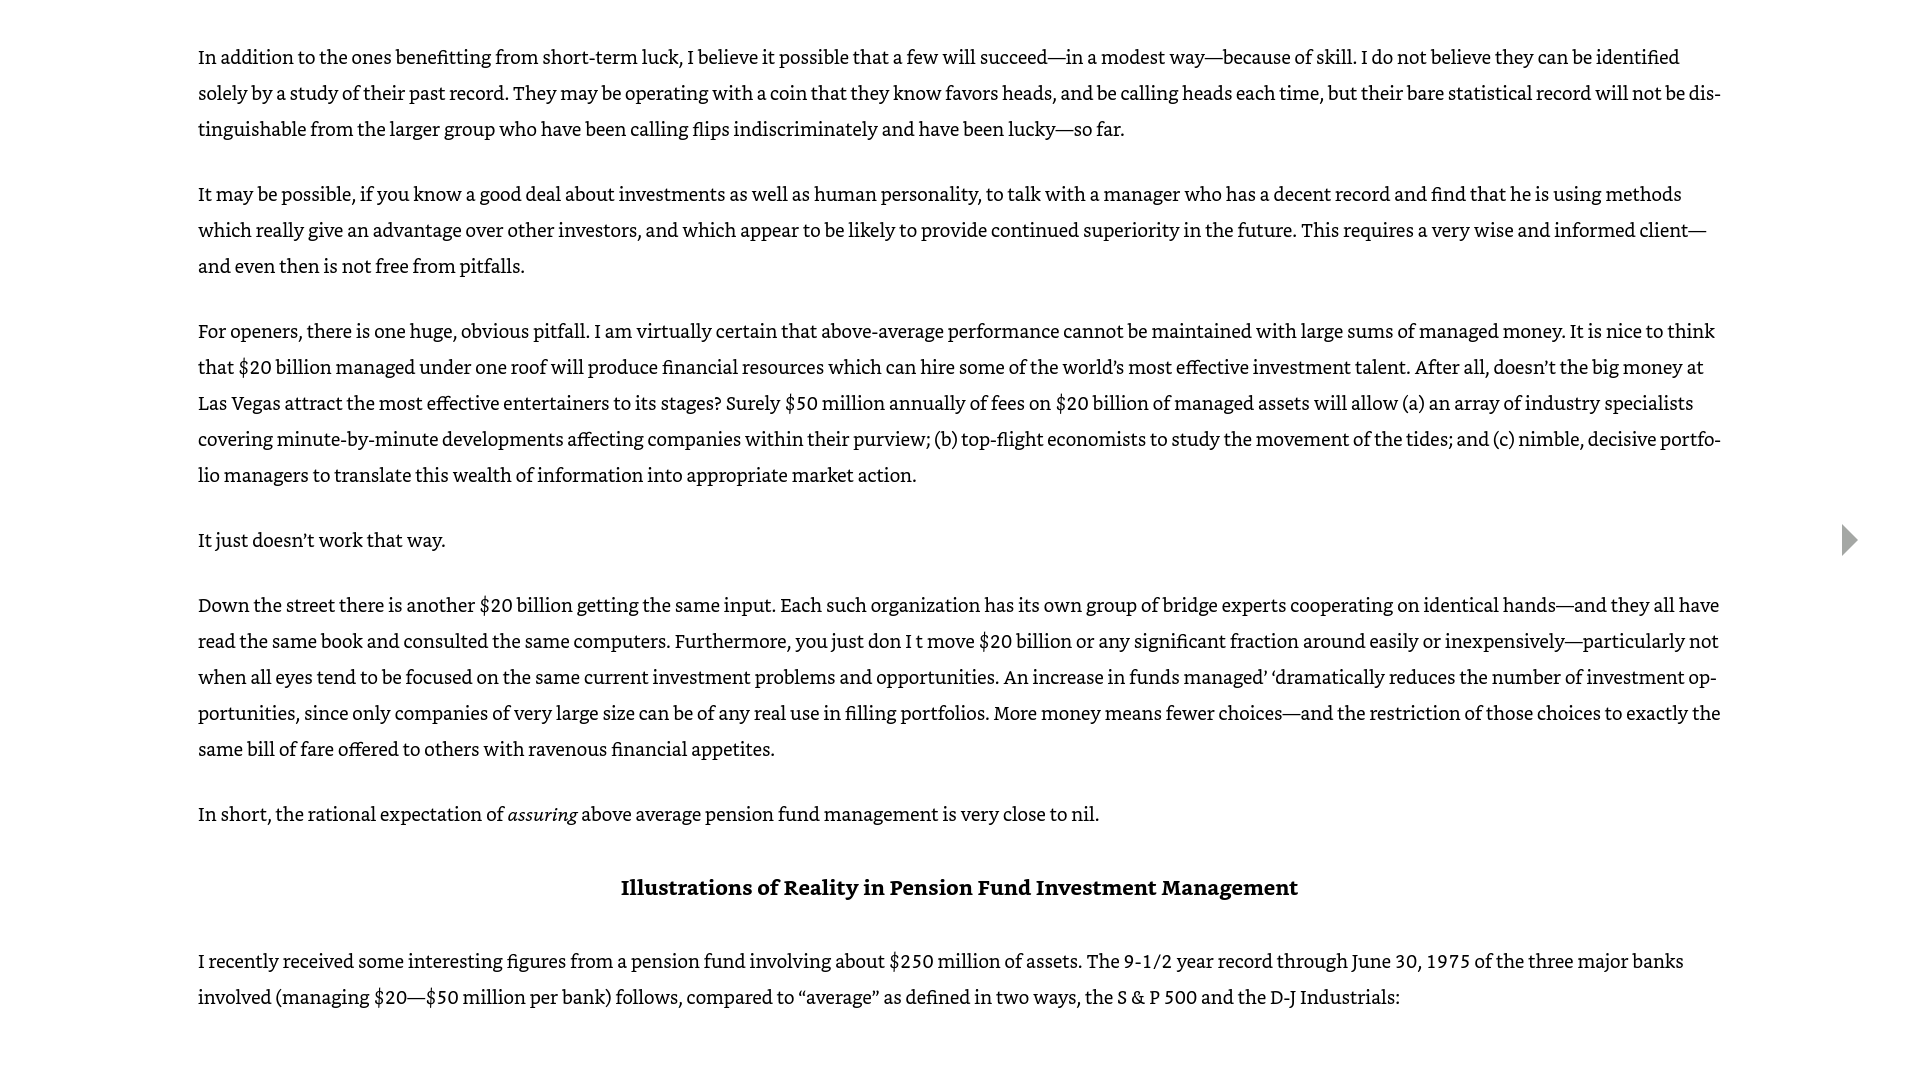 In addition to the ones benefitting from short-term luck, I believe it possible that a few will succeed—in a modest way—because of skill. I do not believe they can be identified
solely by a study of their past record. They may be operating with a coin that they know favors heads, and be calling heads each time, but their bare statistical record will not be dis-
tinguishable from the larger group who have been calling flips indiscriminately and have been lucky—so far.
It may be possible, if you know a good deal about investments as well as human personality, to talk with a manager who has a decent record and find that he is using methods
which really give an advantage over other investors, and which appear to be likely to provide continued superiority in the future. This requires a very wise and informed client—
and even then is not free from pitfalls.
For openers, there is one huge, obvious pitfall. I am virtually certain that above-average performance cannot be maintained with large sums of managed money. It is nice to think
that $20 billion managed under one roof will produce financial resources which can hire some of the world’s most effective investment talent. After all, doesn’t the big money at
Las Vegas attract the most effective entertainers to its stages? Surely $50 million annually of fees on $20 billion of managed assets will allow (a) an array of industry specialists
covering minute-by-minute developments affecting companies within their purview; (b) top-flight economists to study the movement of the tides; and (c) nimble, decisive portfo-
lio managers to translate this wealth of information into appropriate market action.
It just doesn’t work that way.
Down the street there is another $20 billion getting the same input. Each such organization has its own group of bridge experts cooperating on identical hands—and they all have
read the same book and consulted the same computers. Furthermore, you just don I t move $20 billion or any significant fraction around easily or inexpensively—particularly not
when all eyes tend to be focused on the same current investment problems and opportunities. An increase in funds managed’ ‘dramatically reduces the number of investment op-
portunities, since only companies of very large size can be of any real use in filling portfolios. More money means fewer choices—and the restriction of those choices to exactly the
same bill of fare offered to others with ravenous financial appetites.
In short, the rational expectation of assuring above average pension fund management is very close to nil.
Illustrations of Reality in Pension Fund Investment Management
I recently received some interesting figures from a pension fund involving about $250 million of assets. The 9-1/2 year record through June 30, 1975 of the three major banks
involved (managing $20—$50 million per bank) follows, compared to “average” as defined in two ways, the S & P 500 and the D-J Industrials: